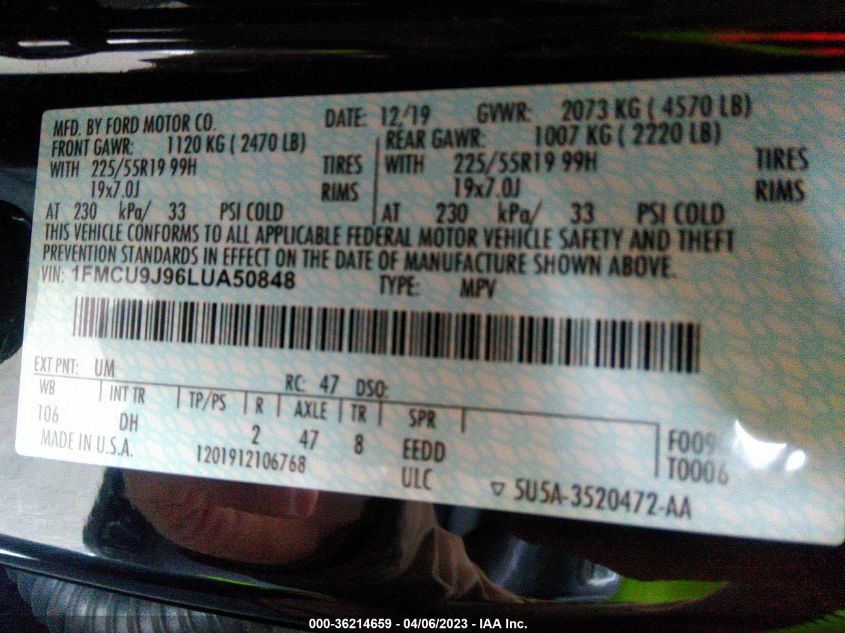 MFD. BY FORD MOTOR CO. DATE: 12/19 GVWR: 2073 KG ( 4570 LB)
FRONT GAWR: 1120 KG ( 2470 LB) REAR GAWR: 1007 KG ( 2220 LB)
WITH 225/55R19 99H TIRES WITH 225/55R19 99H TIRES
19x7.0J RIMS 19x7.0J RIMS
AT 230 kPa/ 33 PSI COLD AT 230 kPa/ 33 PSI COLD
THIS VEHICLE CONFORMS TO ALL APPLICABLE FEDERAL MOTOR VEHICLE SAFETY AND THEFT
PREVENTION STANDARDS IN EFFECT ON THE DATE OF MANUFACTURE SHOWN ABOVE.
VIN: 1FMCU9J96LUA50848 TYPE: MPV
EXT PNT: UM RC: 47 DSO:
WB INT TR TP/PS R AXLE TR SPR
106 DH 2 47 8 EEDD F009
MADE IN U.S.A. 1201912106768 ULC T0006
▽ 5U5A-3520472-AA
000-36214659 - 04/06/2023 - IAA Inc.